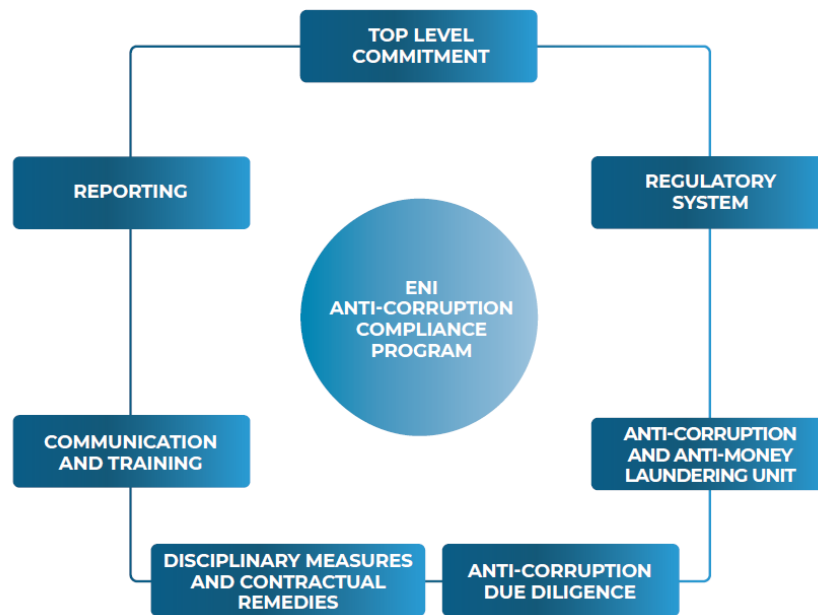 TOP LEVEL
COMMITMENT
REPORTING
REGULATORY
SYSTEM
ENI
ANTI-CORRUPTION
COMPLIANCE
PROGRAM
COMMUNICATION
AND TRAINING
ANTI-CORRUPTION
AND ANTI-MONEY
LAUNDERING UNIT
DISCIPLINARY MEASURES
AND CONTRACTUAL
REMEDIES
ANTI-CORRUPTION
DUE DILIGENCE